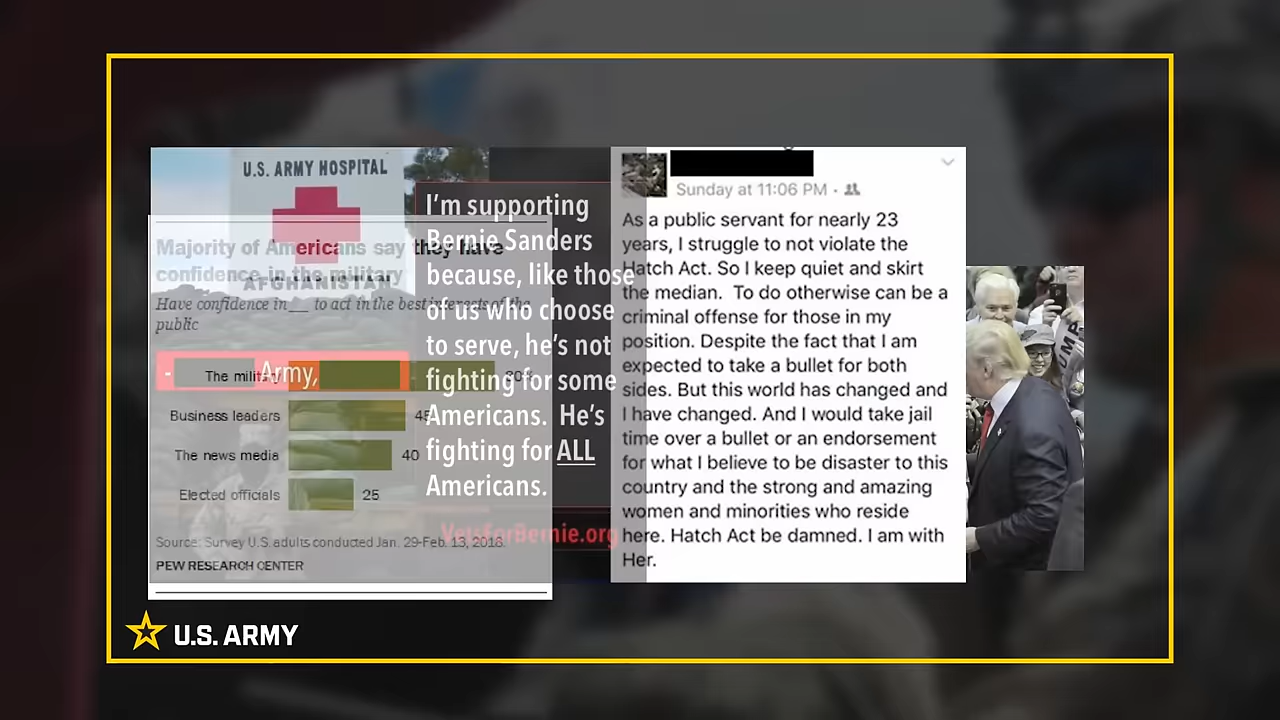 U.S. ARMY HOSPITAL
AFGHANISTAN
Majority of Americans say they have
confidence in the military
Have confidence in __ to act in the best interests of the
public
The military
80
Army,
Business leaders 45
The news media 40
Elected officials 25
Source: Survey U.S. adults conducted Jan. 29-Feb. 13, 2018.
PEW RESEARCH CENTER
I'm supporting
Bernie Sanders
because, like those
of us who choose
to serve, he's not
fighting for some
Americans. He's
fighting for ALL
Americans.
VetsForBernie.org
Sunday at 11:06 PM ·
As a public servant for nearly 23
years, I struggle to not violate the
Hatch Act. So I keep quiet and skirt
the median. To do otherwise can be a
criminal offense for those in my
position. Despite the fact that I am
expected to take a bullet for both
sides. But this world has changed and
I have changed. And I would take jail
time over a bullet or an endorsement
for what I believe to be disaster to this
country and the strong and amazing
women and minorities who reside
here. Hatch Act be damned. I am with
Her.
U.S. ARMY